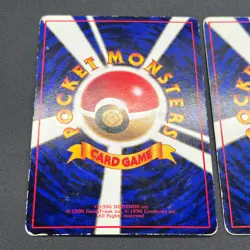 POCKET MONSTERS
CARD GAME
©1996 NINTENDO
©1996 GameFreak inc. ©1996 Creatures inc.
All rights reserved